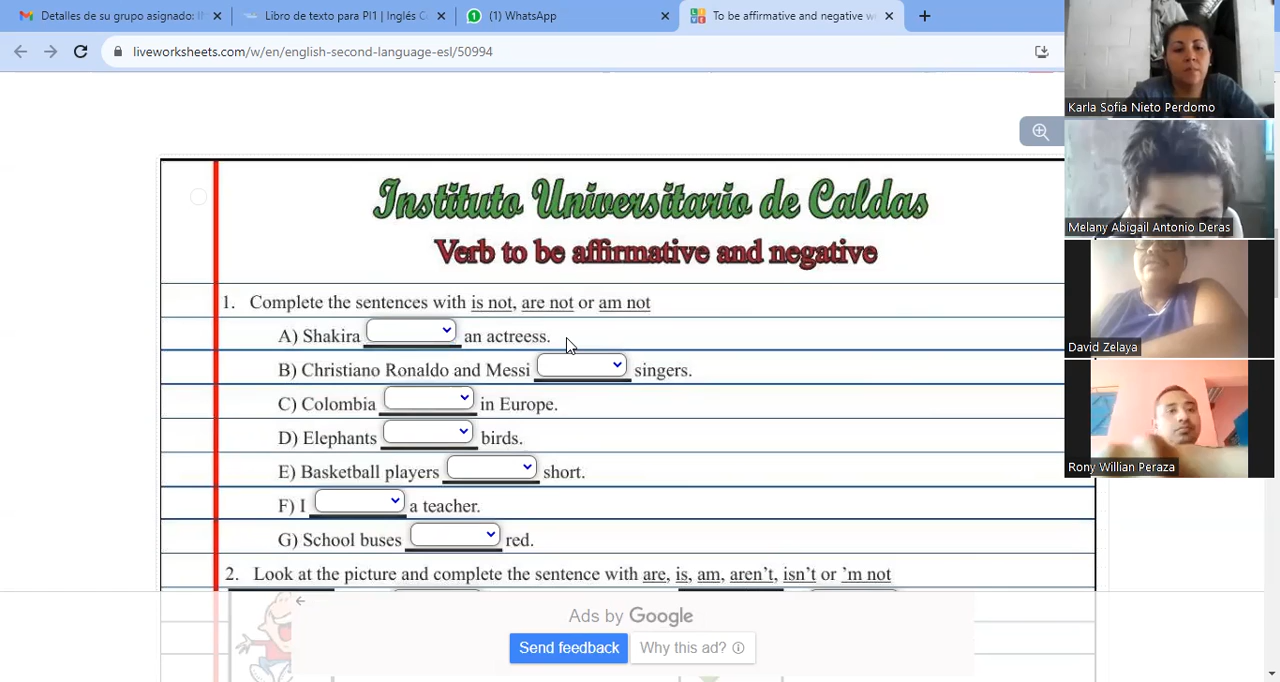 Detalles de su grupo asignado: I
Libro de texto para PI1 | Inglés C
(1) WhatsApp
To be affirmative and negative w
liveworksheets.com/w/en/english-second-language-esl/50994
Karla Sofia Nieto Perdomo
Melany Abigail Antonio Deras
David Zelaya
Rony Willian Peraza
Instituto Universitario de Caldas
Verb to be affirmative and negative
1. Complete the sentences with is not, are not or am not
A) Shakira an actreess.
B) Christiano Ronaldo and Messi singers.
C) Colombia in Europe.
D) Elephants birds.
E) Basketball players short.
F) I a teacher.
G) School buses red.
2. Look at the picture and complete the sentence with are, is, am, aren't, isn't or 'm not
Ads by Google
Send feedback
Why this ad?